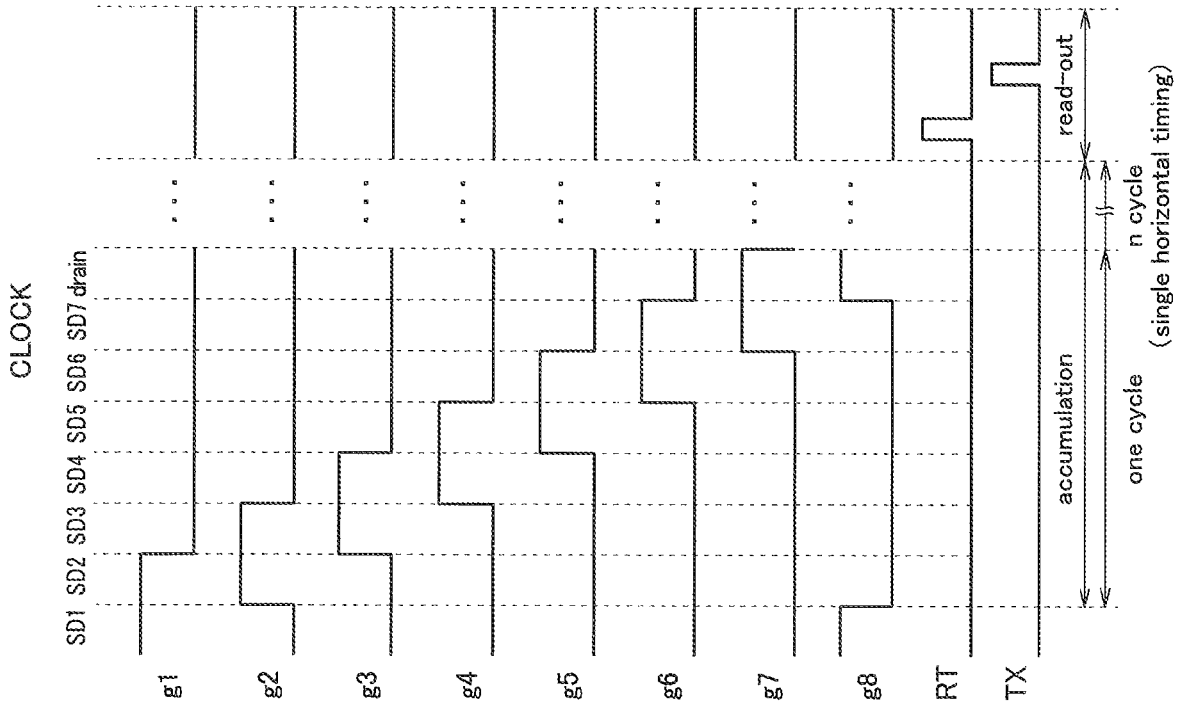 CLOCK
SD1 SD2 SD3 SD4 SD5 SD6 SD7 drain
g1
g2
g3
g4
g5
g6
g7
g8
RT
TX
accumulation
read-out
one cycle
n cycle
(single horizontal timing)